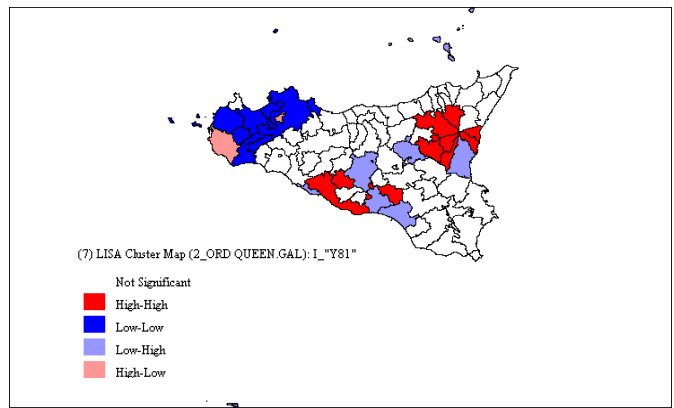 (7) LISA Cluster Map (2_ORD QUEEN.GAL): I_"Y81"
Not Significant
High-High
Low-Low
Low-High
High-Low